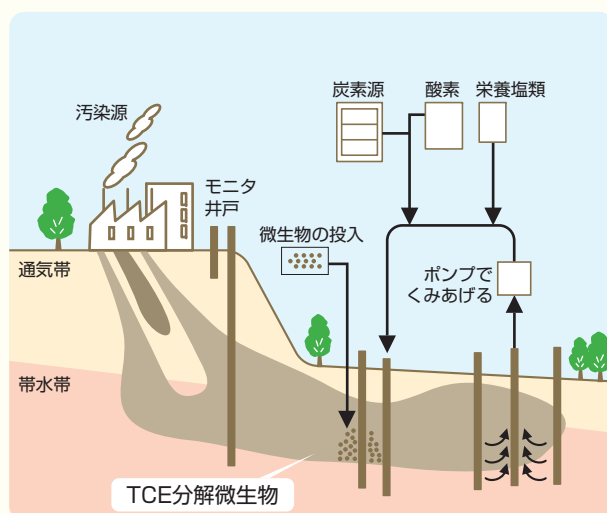 炭素源
酸素
栄養塩類
汚染源
モニタ
井戸
微生物の投入
通気帯
ポンプで
くみあげる
帯水帯
TCE分解微生物